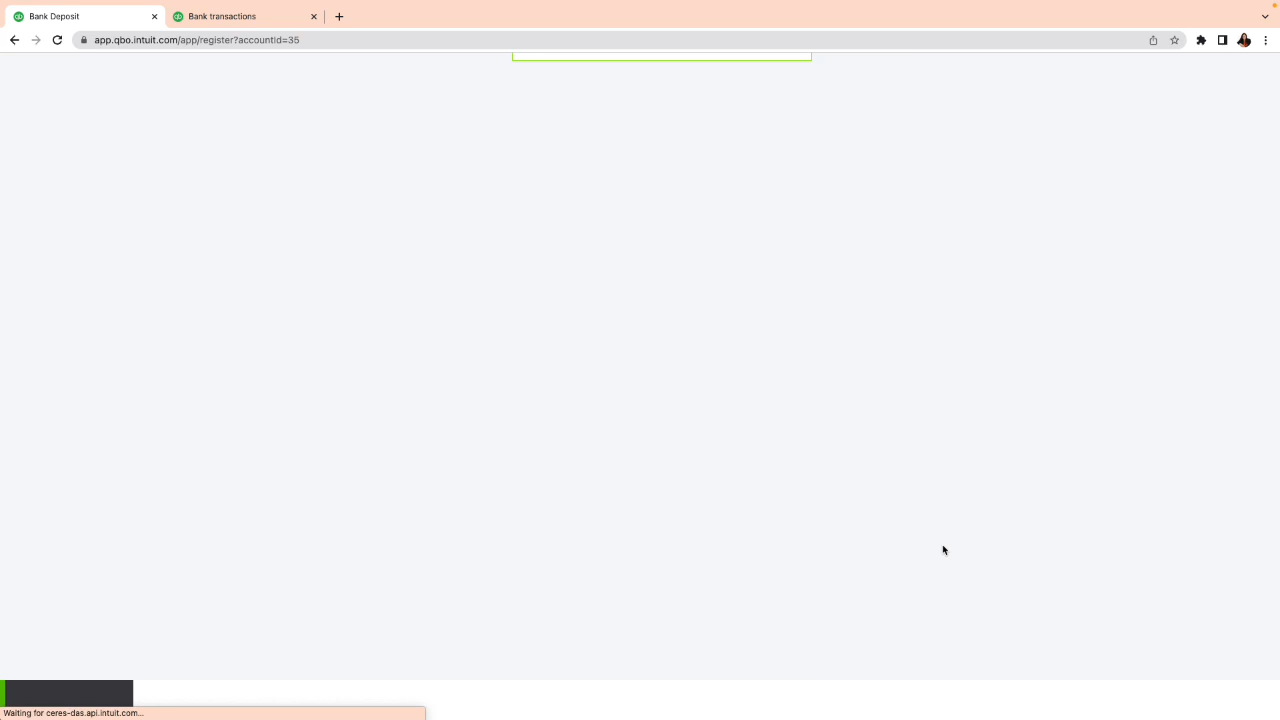 Bank Deposit
Bank transactions
app.qbo.intuit.com/app/register?accountId=35
Waiting for ceres-das.api.intuit.com...